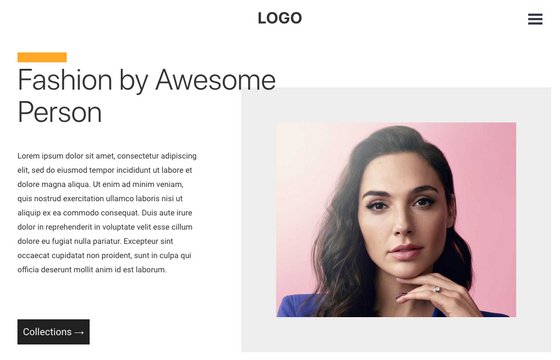 LOGO
Fashion by Awesome
Person
Lorem ipsum dolor sit amet, consectetur adipiscing
elit, sed do eiusmod tempor incididunt ut labore et
dolore magna aliqua. Ut enim ad minim veniam,
quis nostrud exercitation ullamco laboris nisi ut
aliquip ex ea commodo consequat. Duis aute irure
dolor in reprehenderit in voluptate velit esse cillum
dolore eu fugiat nulla pariatur. Excepteur sint
occaecat cupidatat non proident, sunt in culpa qui
officia deserunt mollit anim id est laborum.
Collections →